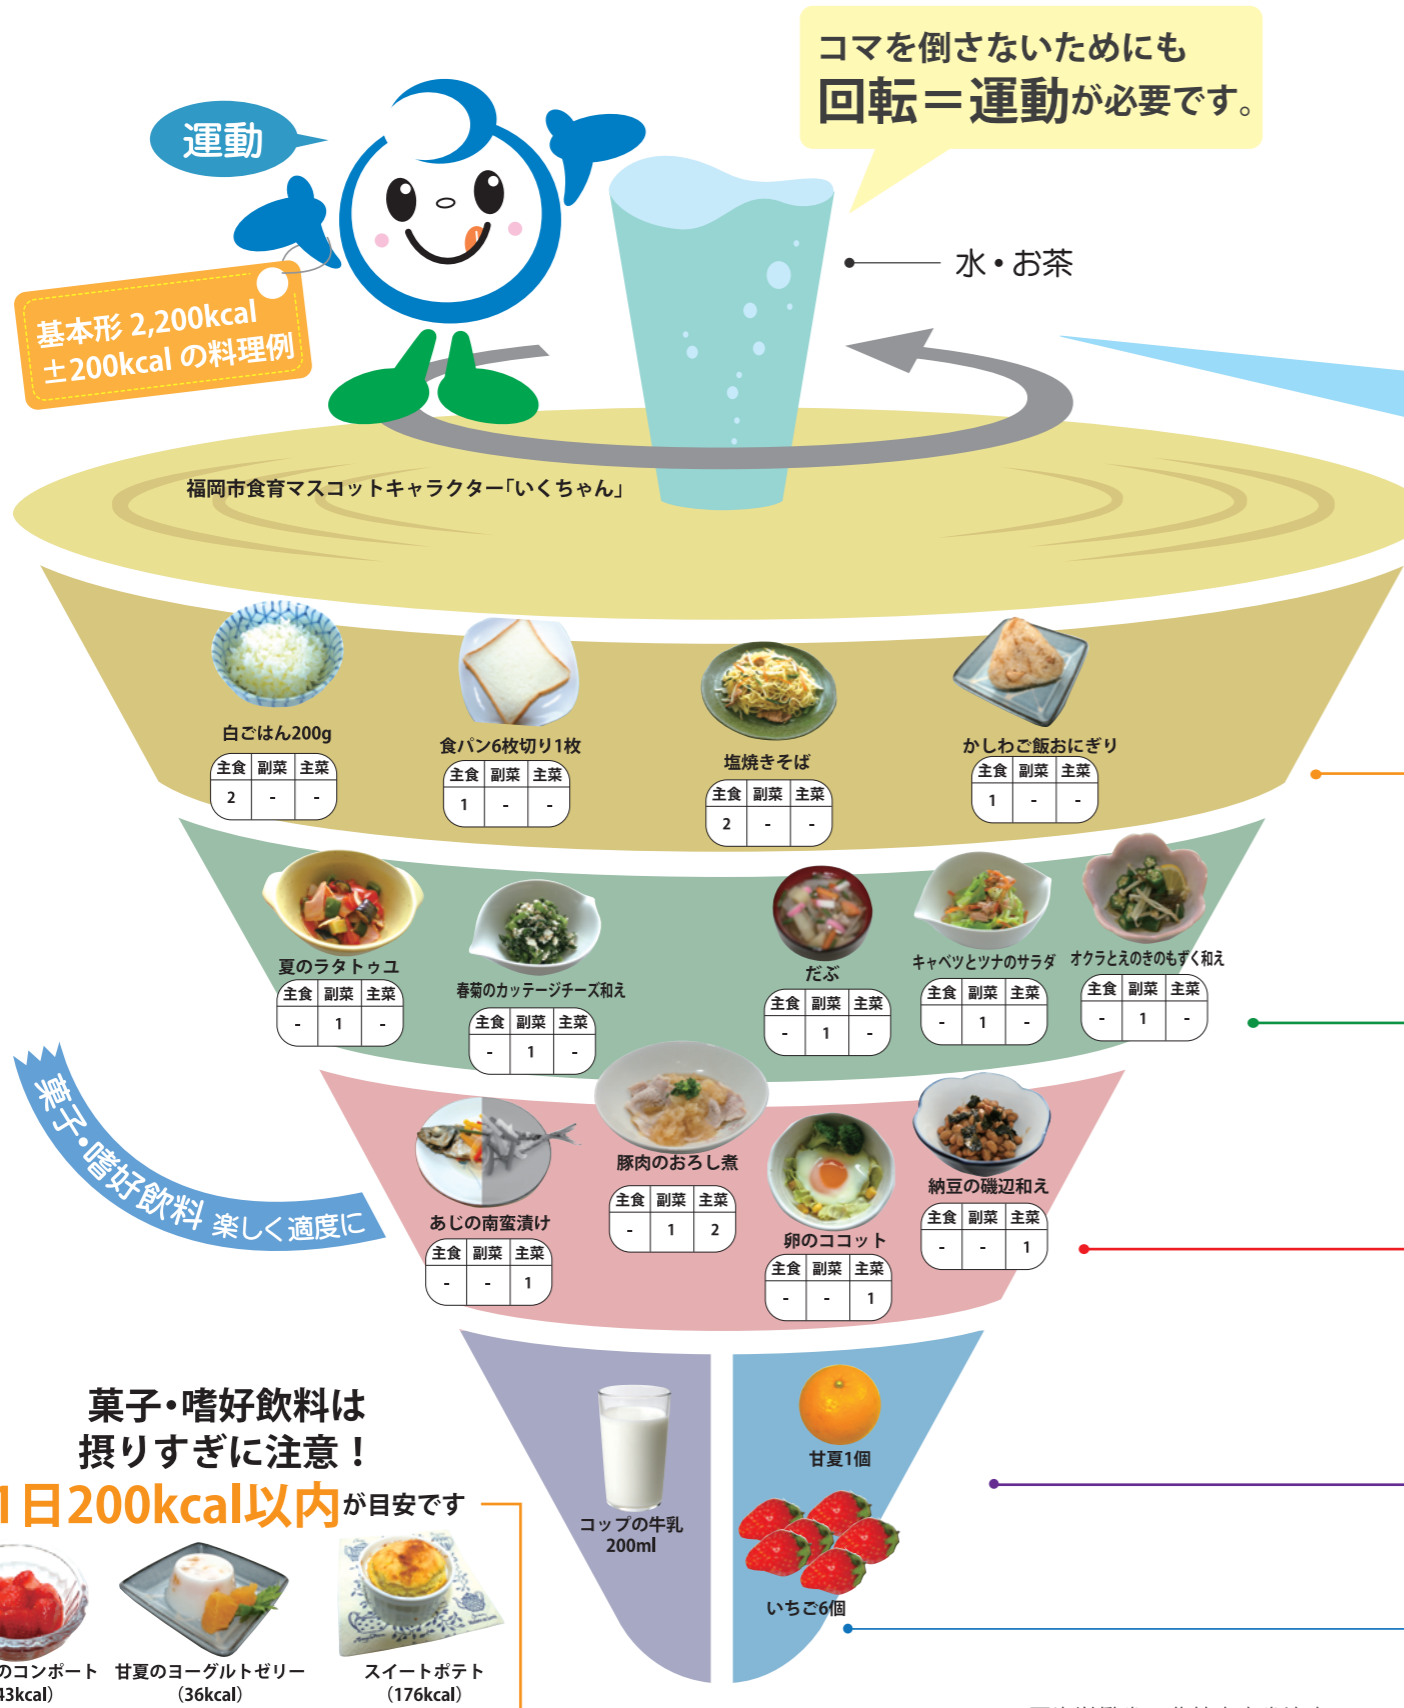 コマを倒さないためにも
回転＝運動が必要です。
運動
水・お茶
基本形 2,200kcal
±200kcal の料理例
福岡市食育マスコットキャラクター「いくちゃん」
白ごはん200g
主食 副菜 主菜
2 - -
食パン6枚切り1枚
主食 副菜 主菜
1 - -
塩焼きそば
主食 副菜 主菜
2 - -
かしわご飯おにぎり
主食 副菜 主菜
1 - -
夏のラタトゥユ
主食 副菜 主菜
- 1 -
春菊のカッテージチーズ和え
主食 副菜 主菜
- 1 -
だぶ
主食 副菜 主菜
- 1 -
キャベツとツナのサラダ
主食 副菜 主菜
- 1 -
オクラとえのきのもずく和え
主食 副菜 主菜
- 1 -
あじの南蛮漬け
主食 副菜 主菜
- - 1
豚肉のおろし煮
主食 副菜 主菜
- 1 2
卵のココット
主食 副菜 主菜
- - 1
納豆の磯辺和え
主食 副菜 主菜
- - 1
菓子・嗜好飲料 楽しく適度に
コップの牛乳
200ml
甘夏1個
いちご6個
菓子・嗜好飲料は
摂りすぎに注意！
1日200kcal以内が目安です
のコンポート
43kcal）
甘夏のヨーグルトゼリー
（36kcal）
スイートポテト
（176kcal）